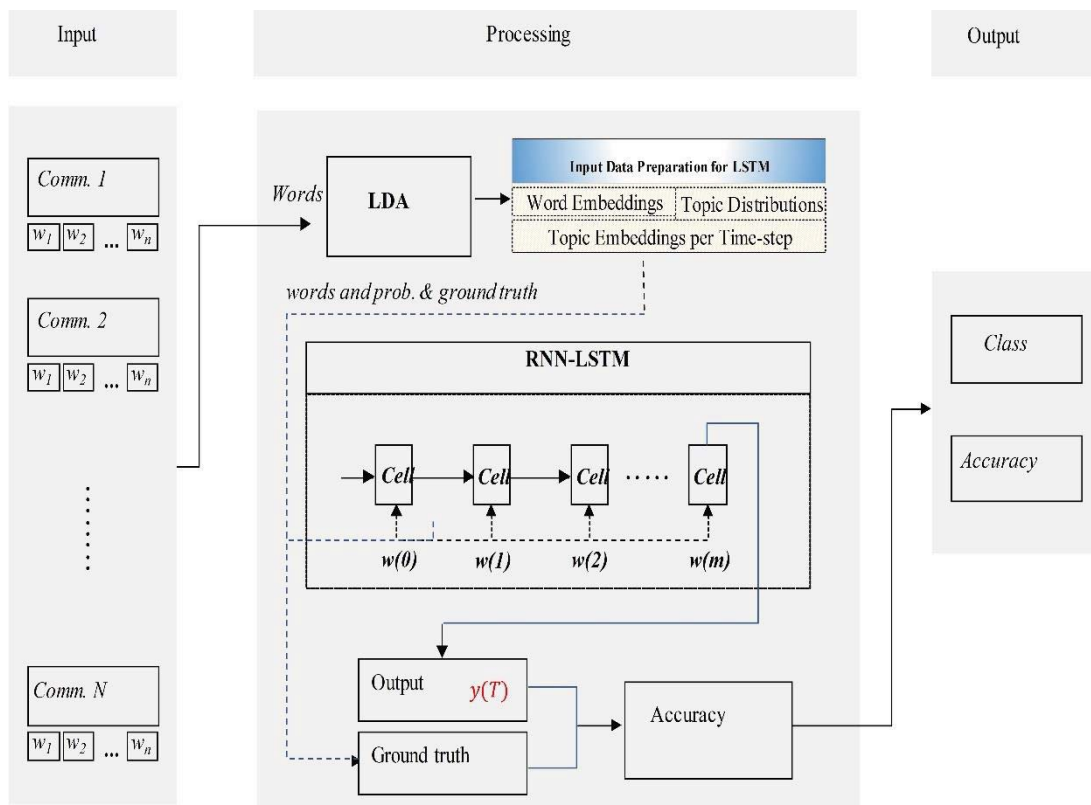 Input
Processing
Output
Comm. 1
w1 w2 ... wn
Comm. 2
w1 w2 ... wn
Comm. N
w1 w2 ... wn
Words
LDA
Input Data Preparation for LSTM
Word Embeddings Topic Distributions
Topic Embeddings per Time-step
words and prob. & ground truth
RNN-LSTM
Cell Cell Cell ..... Cell
w(0) w(1) w(2) w(m)
Output y(T)
Ground truth
Accuracy
Class
Accuracy